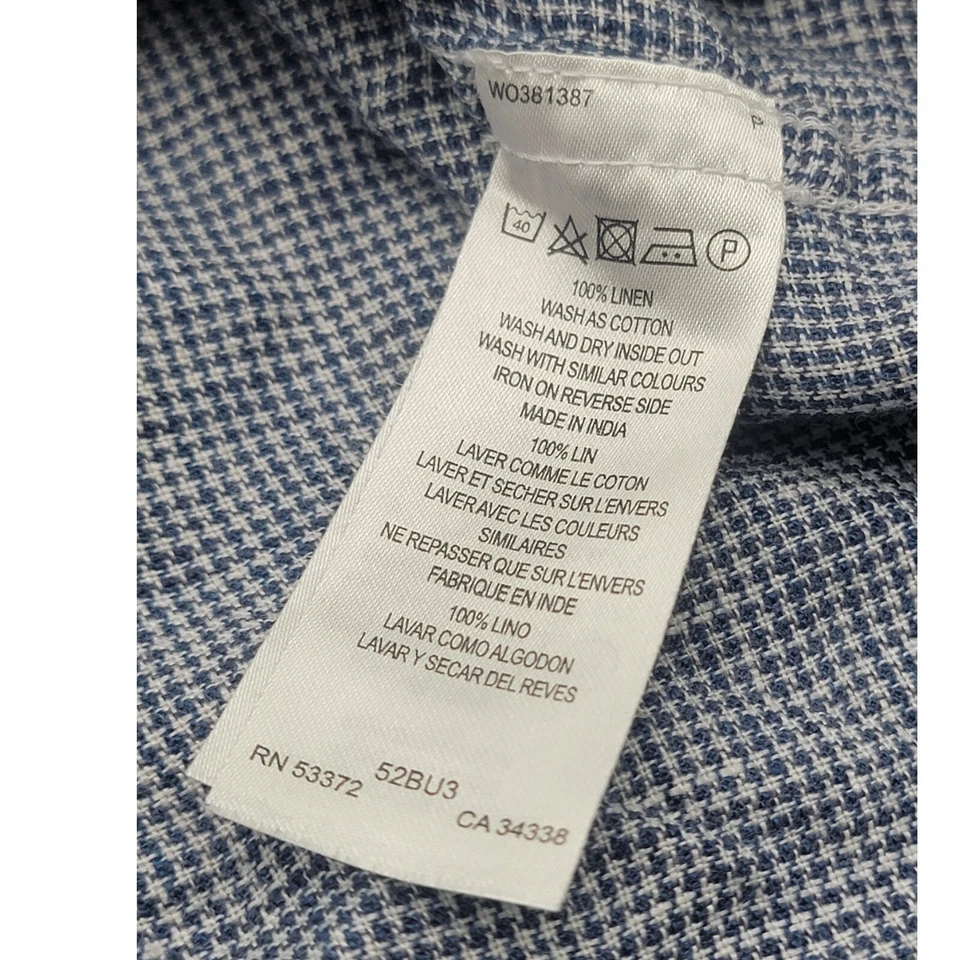 WO381387
P
40
P
100% LINEN
WASH AS COTTON
WASH AND DRY INSIDE OUT
WASH WITH SIMILAR COLOURS
IRON ON REVERSE SIDE
MADE IN INDIA
100% LIN
LAVER COMME LE COTON
LAVER ET SECHER SUR L'ENVERS
LAVER AVEC LES COULEURS
SIMILAIRES
NE REPASSER QUE SUR L'ENVERS
FABRIQUE EN INDE
100% LINO
LAVAR COMO ALGODON
LAVAR Y SECAR DEL REVES
RN 53372
52BU3
CA 34338